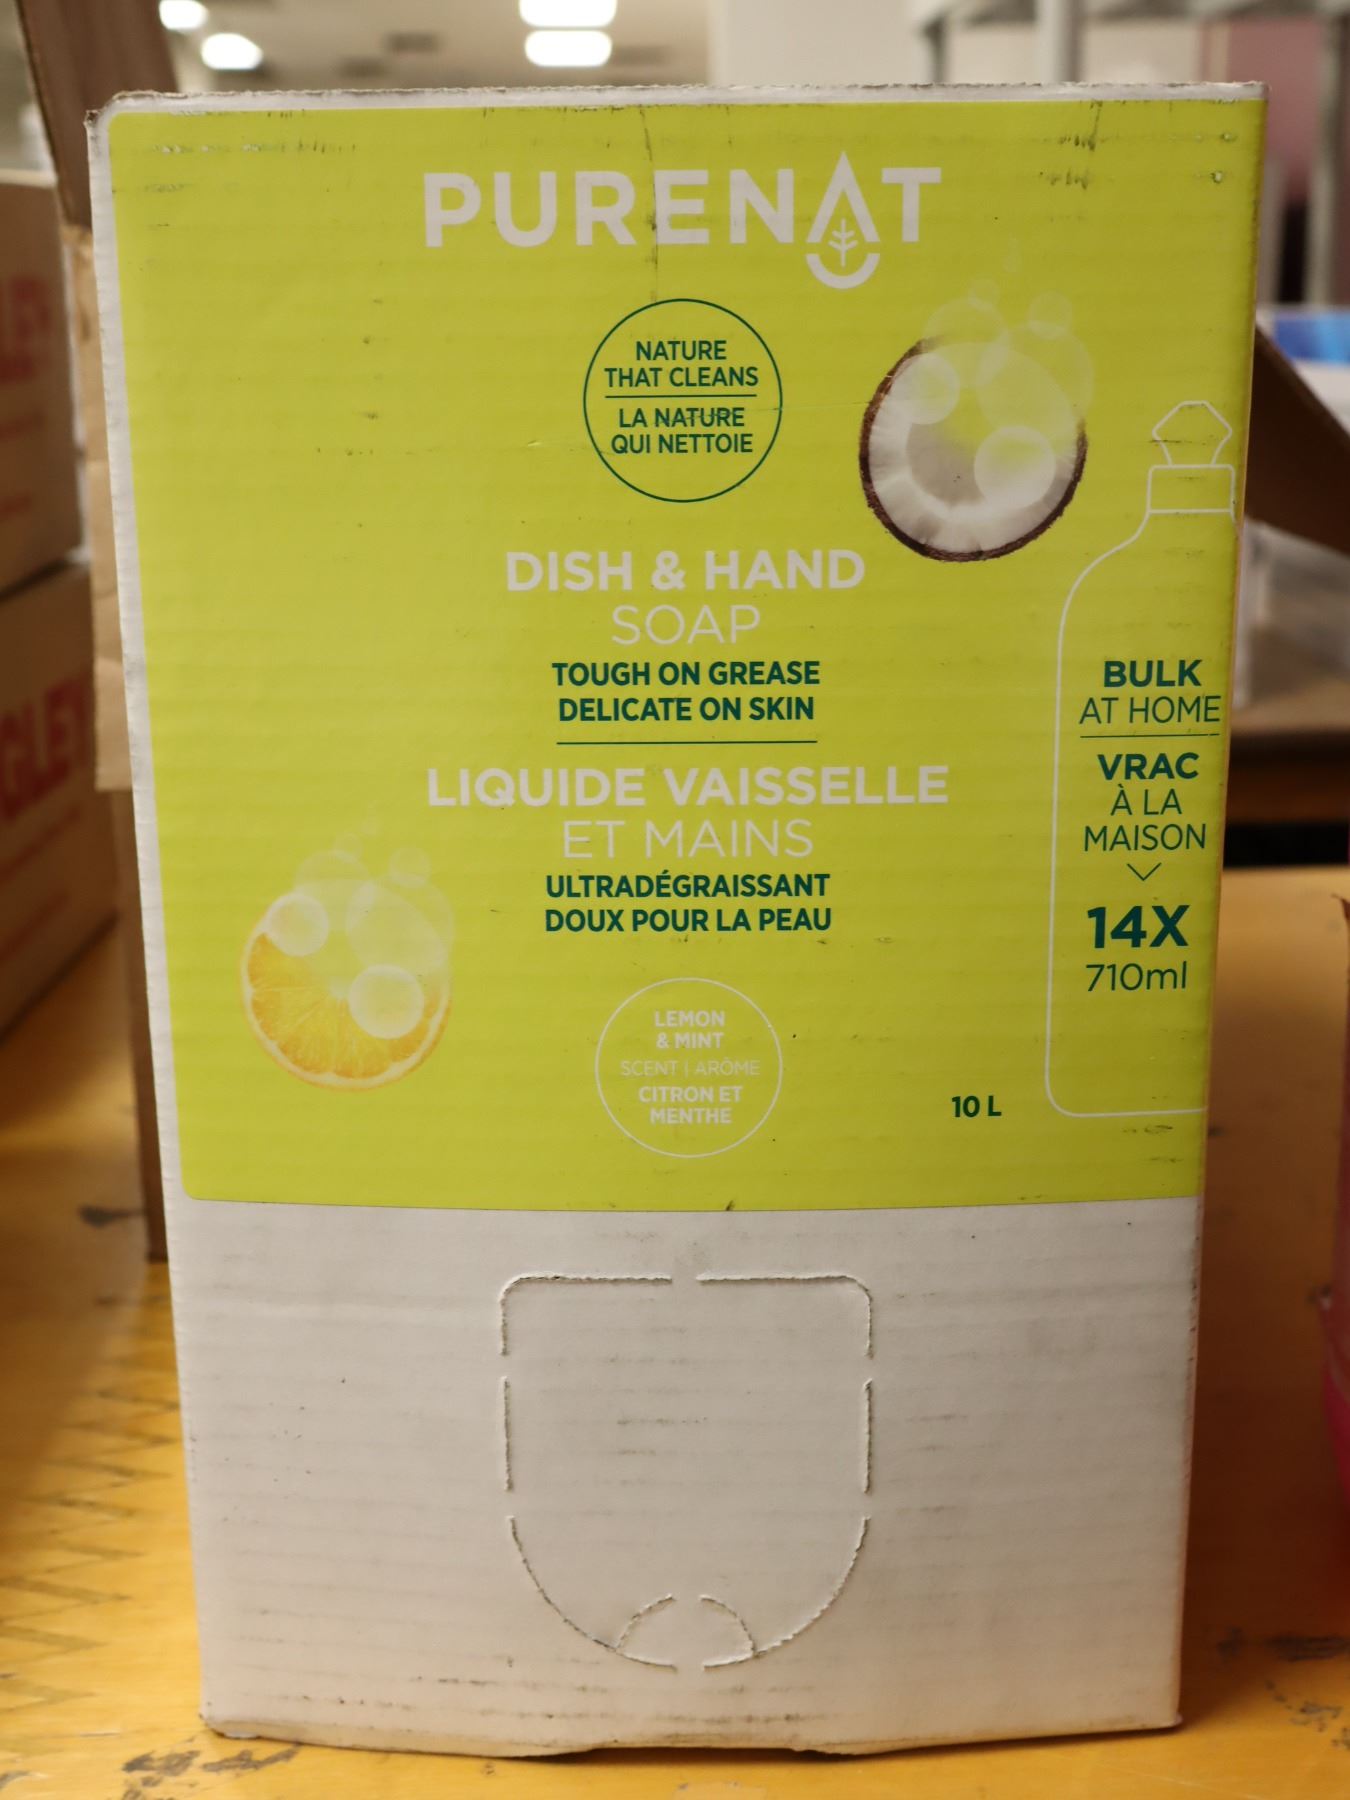 PURENAT
NATURE
THAT CLEANS
LA NATURE
QUI NETTOIE
DISH & HAND
SOAP
TOUGH ON GREASE
DELICATE ON SKIN
LIQUIDE VAISSELLE
ET MAINS
ULTRADÉGRAISSANT
DOUX POUR LA PEAU
LEMON
& MINT
SCENT | ARÔME
CITRON ET
MENTHE
10 L
BULK
AT HOME
VRAC
À LA
MAISON
14X
710ml